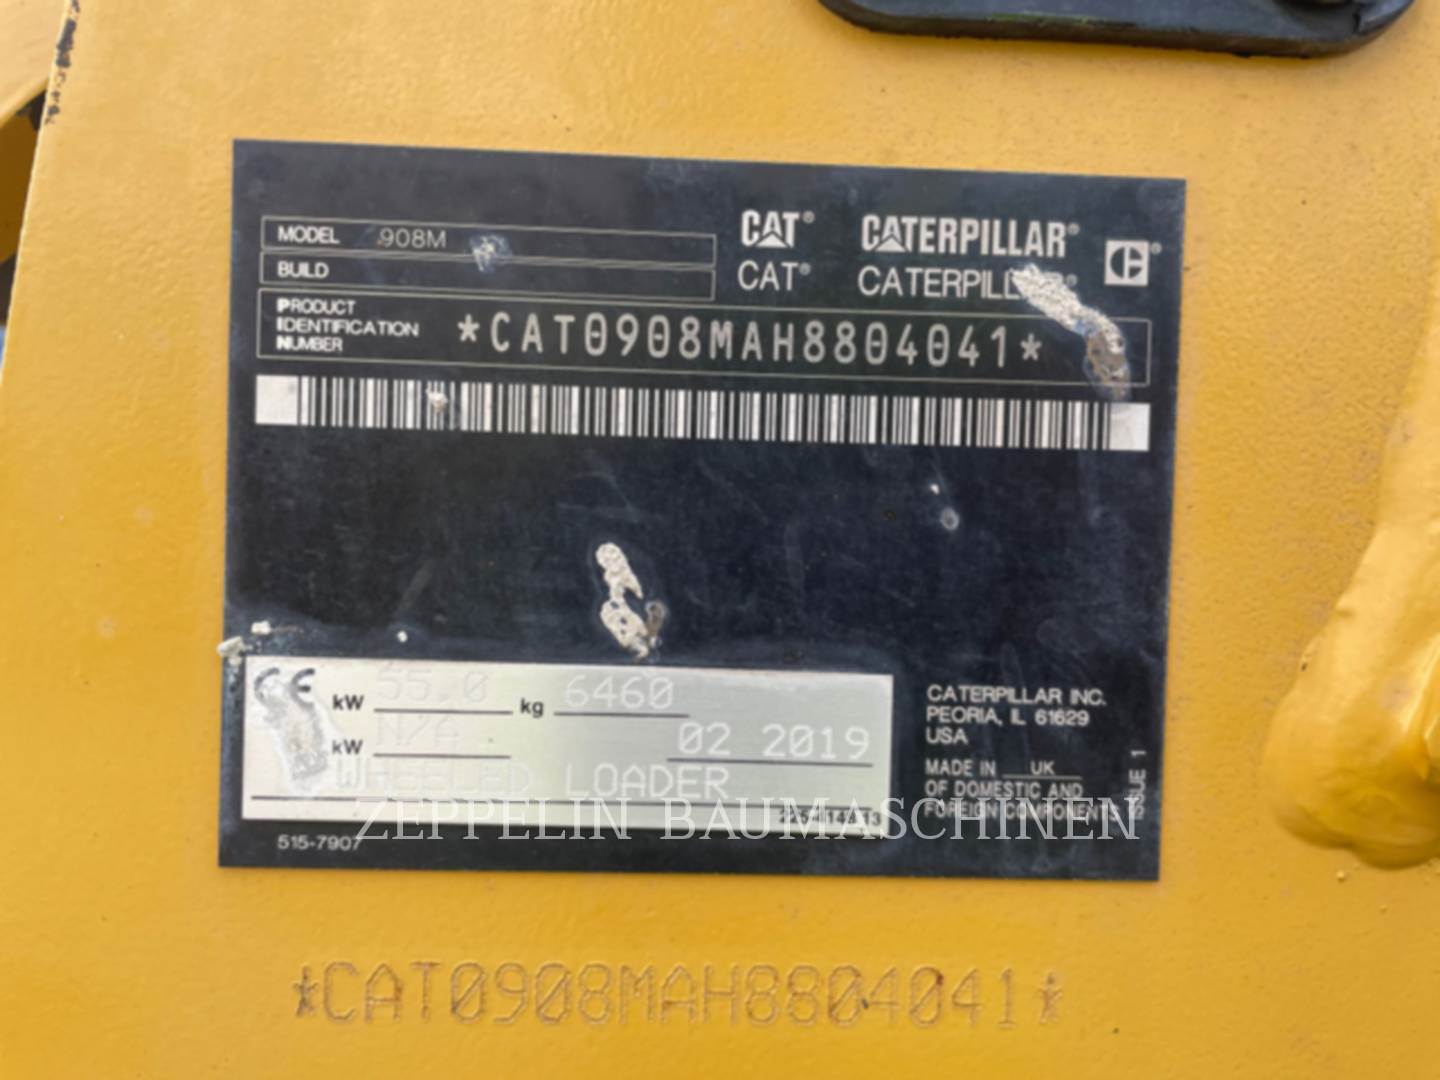 MODEL 908M
BUILD
CAT® CATERPILLAR®
CAT® CATERPILLAR®
PRODUCT
IDENTIFICATION
NUMBER
*CAT0908MAH8804041*
CE kW 55.0 kg 6460
kW N/A 02 2019
WHEELED LOADER
CATERPILLAR INC.
PEORIA, IL 61629
USA
MADE IN UK
OF DOMESTIC AND
FOREIGN COMPONENTS
ISSUE 1
515-7907
ZEPPELIN BAUMASCHINEN
*CAT0908MAH8804041*